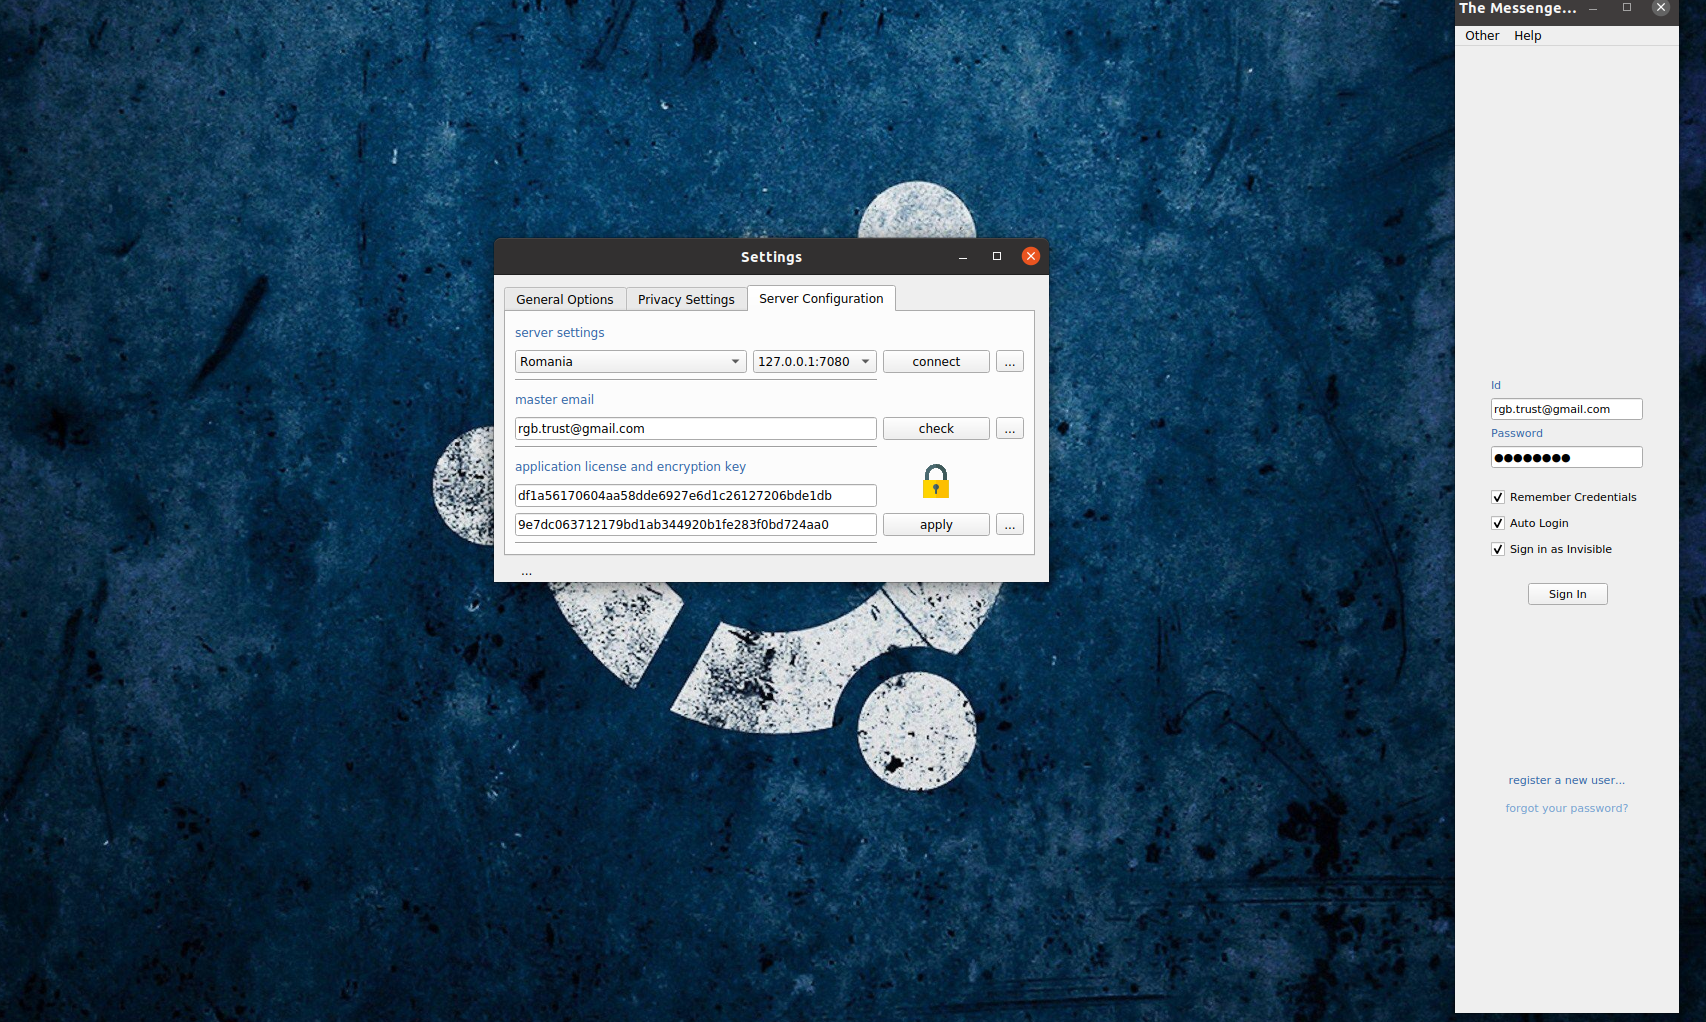 The Messenge...
Other Help
Settings
General Options Privacy Settings Server Configuration
server settings
Romania 127.0.0.1:7080 connect ...
master email
rgb.trust@gmail.com check ...
application license and encryption key
df1a56170604aa58dde6927e6d1c26127206bde1db
9e7dc063712179bd1ab344920b1fe283f0bd724aa0 apply ...
...
Id
rgb.trust@gmail.com
Password
●●●●●●●●
Remember Credentials
Auto Login
Sign in as Invisible
Sign In
register a new user...
forgot your password?